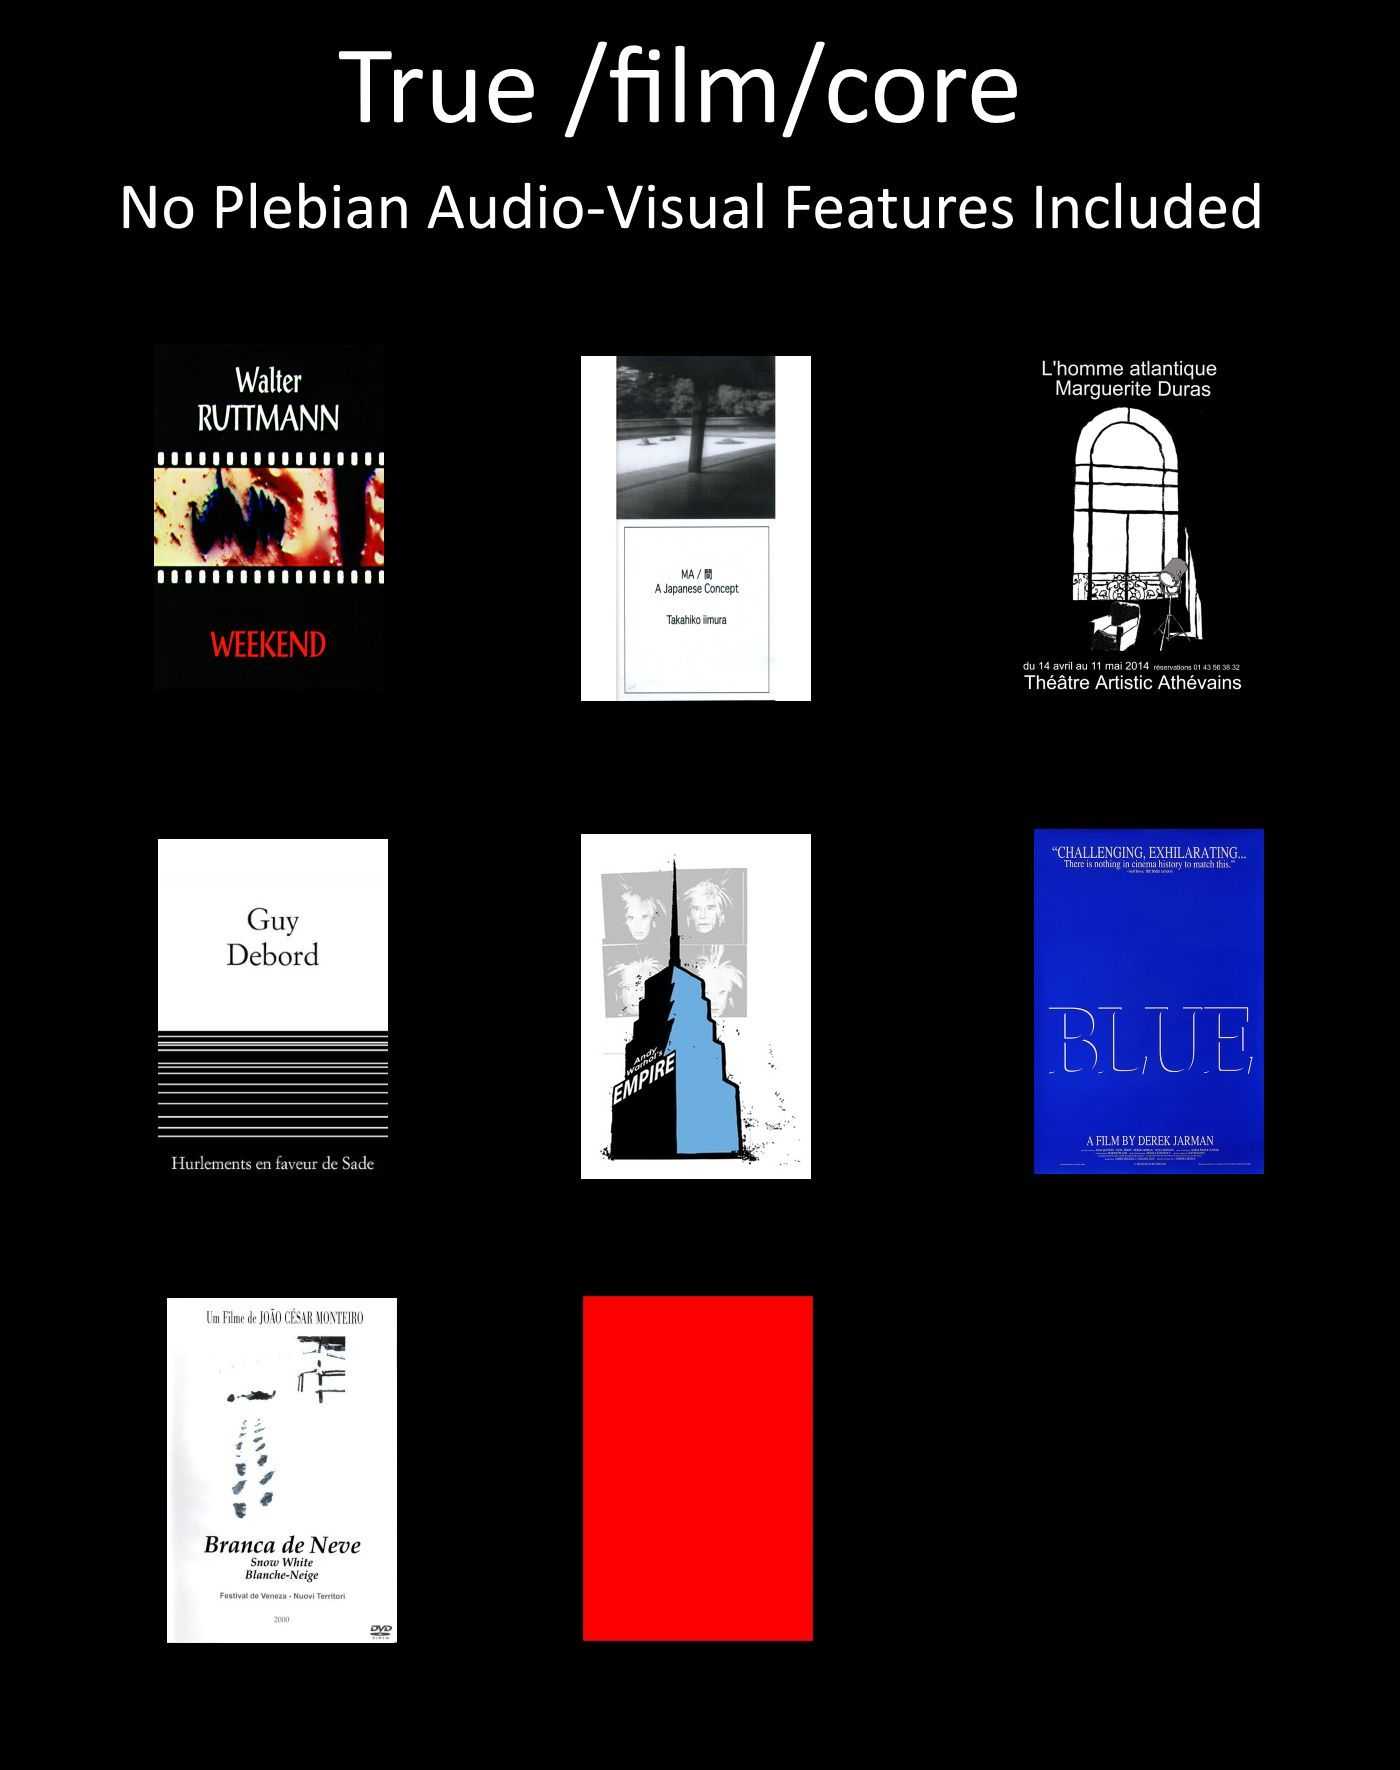 True /film/core
No Plebian Audio-Visual Features Included
Walter
RUTTMANN
WEEKEND
MA / 間
A Japanese Concept
Takahiko iimura
L'homme atlantique
Marguerite Duras
du 14 avril au 11 mai 2014 réservations 01 43 56 38 32
Théâtre Artistic Athévains
Guy
Debord
Hurlements en faveur de Sade
Andy
Warhol's
EMPIRE
“CHALLENGING, EXHILARATING...
There is nothing in cinema history to match this.”
BLUE
A FILM BY DEREK JARMAN
Um Filme de JOÃO CÉSAR MONTEIRO
Branca de Neve
Snow White
Blanche-Neige
Festival de Veneza - Nuovi Territori
2000
DVD
VIDEO